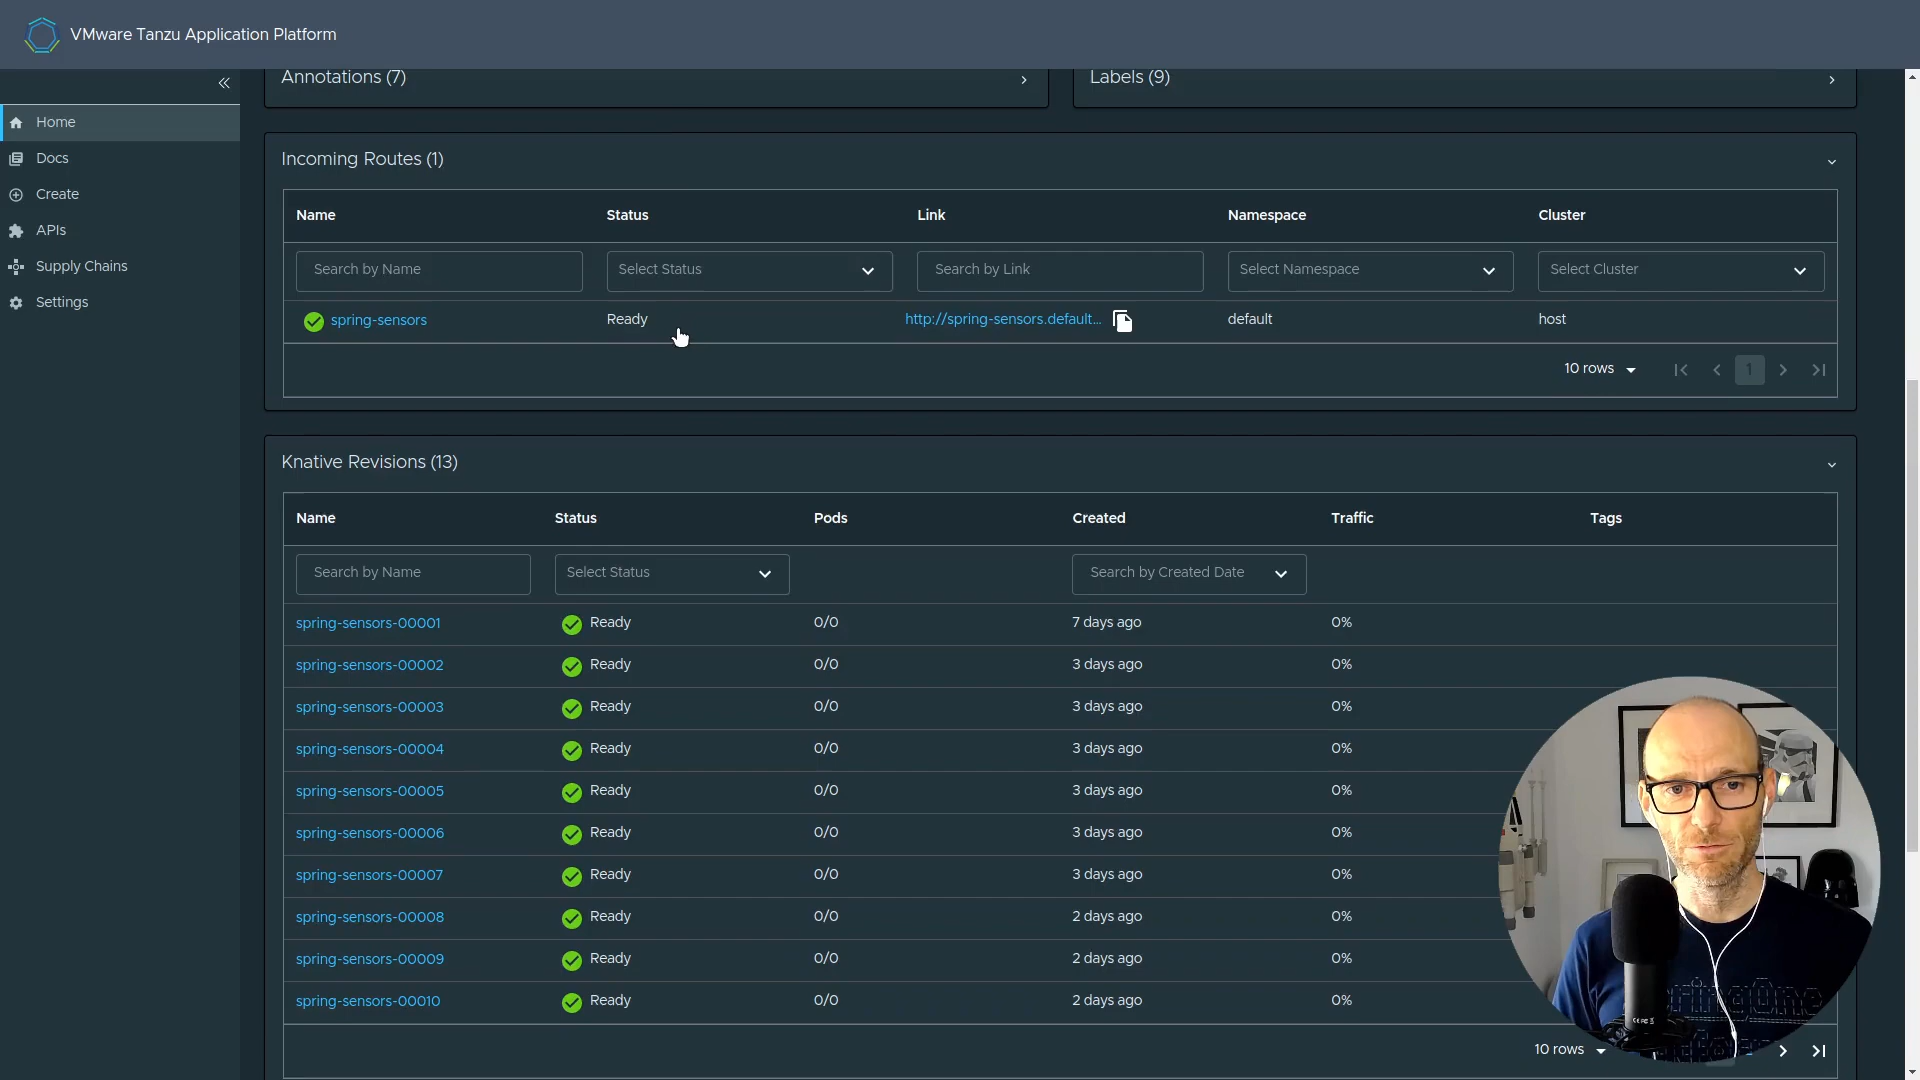 VMware Tanzu Application Platform
Annotations (7)
Labels (9)
Home
Docs
Create
APIs
Supply Chains
Settings
Incoming Routes (1)
Name Status Link Namespace Cluster
Search by Name Select Status Search by Link Select Namespace Select Cluster
spring-sensors Ready http://spring-sensors.default... default host
10 rows 1
Knative Revisions (13)
Name Status Pods Created Traffic Tags
Search by Name Select Status Search by Created Date
spring-sensors-00001 Ready 0/0 7 days ago 0%
spring-sensors-00002 Ready 0/0 3 days ago 0%
spring-sensors-00003 Ready 0/0 3 days ago 0%
spring-sensors-00004 Ready 0/0 3 days ago 0%
spring-sensors-00005 Ready 0/0 3 days ago 0%
spring-sensors-00006 Ready 0/0 3 days ago 0%
spring-sensors-00007 Ready 0/0 3 days ago 0%
spring-sensors-00008 Ready 0/0 2 days ago 0%
spring-sensors-00009 Ready 0/0 2 days ago 0%
spring-sensors-00010 Ready 0/0 2 days ago 0%
10 rows